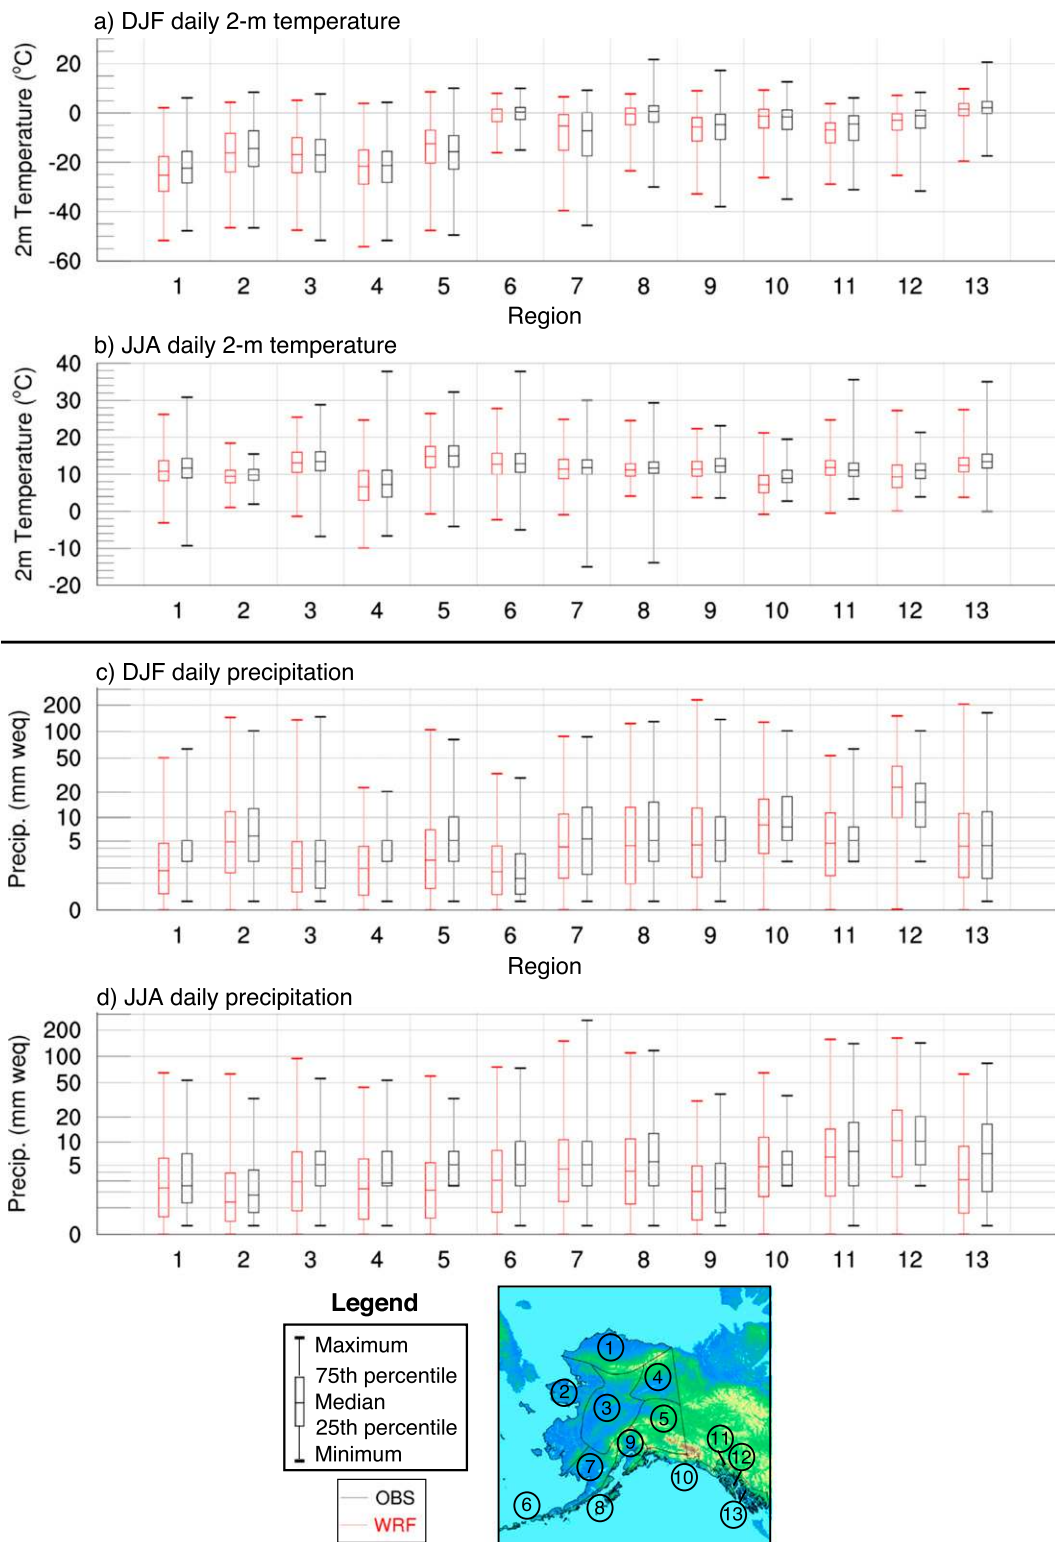 a) DJF daily 2-m temperature
2m Temperature (°C)
20
0
-20
-40
-60
1 2 3 4 5 6 7 8 9 10 11 12 13
Region
b) JJA daily 2-m temperature
2m Temperature (°C)
40
30
20
10
0
-10
-20
1 2 3 4 5 6 7 8 9 10 11 12 13
c) DJF daily precipitation
Precip. (mm weq)
200
100
50
20
10
5
0
1 2 3 4 5 6 7 8 9 10 11 12 13
Region
d) JJA daily precipitation
Precip. (mm weq)
200
100
50
20
10
5
0
1 2 3 4 5 6 7 8 9 10 11 12 13
Legend
Maximum
75th percentile
Median
25th percentile
Minimum
OBS
WRF
1
4
2
3
5
11
9
12
7
10
6
8
13